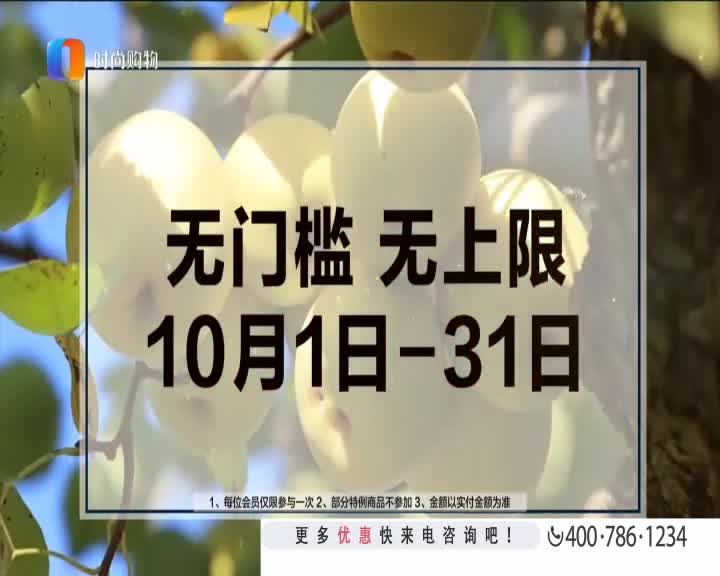 时尚购物
无门槛 无上限
10月1日-31日
1、每位会员仅限参与一次 2、部分特例商品不参加 3、金额以实付金额为准
更多优惠快来电咨询吧!
400·786·1234